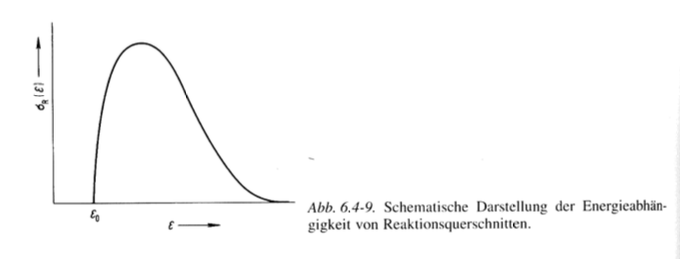 σR(ε)
ε0
ε
Abb. 6.4-9. Schematische Darstellung der Energieabhän-
gigkeit von Reaktionsquerschnitten.